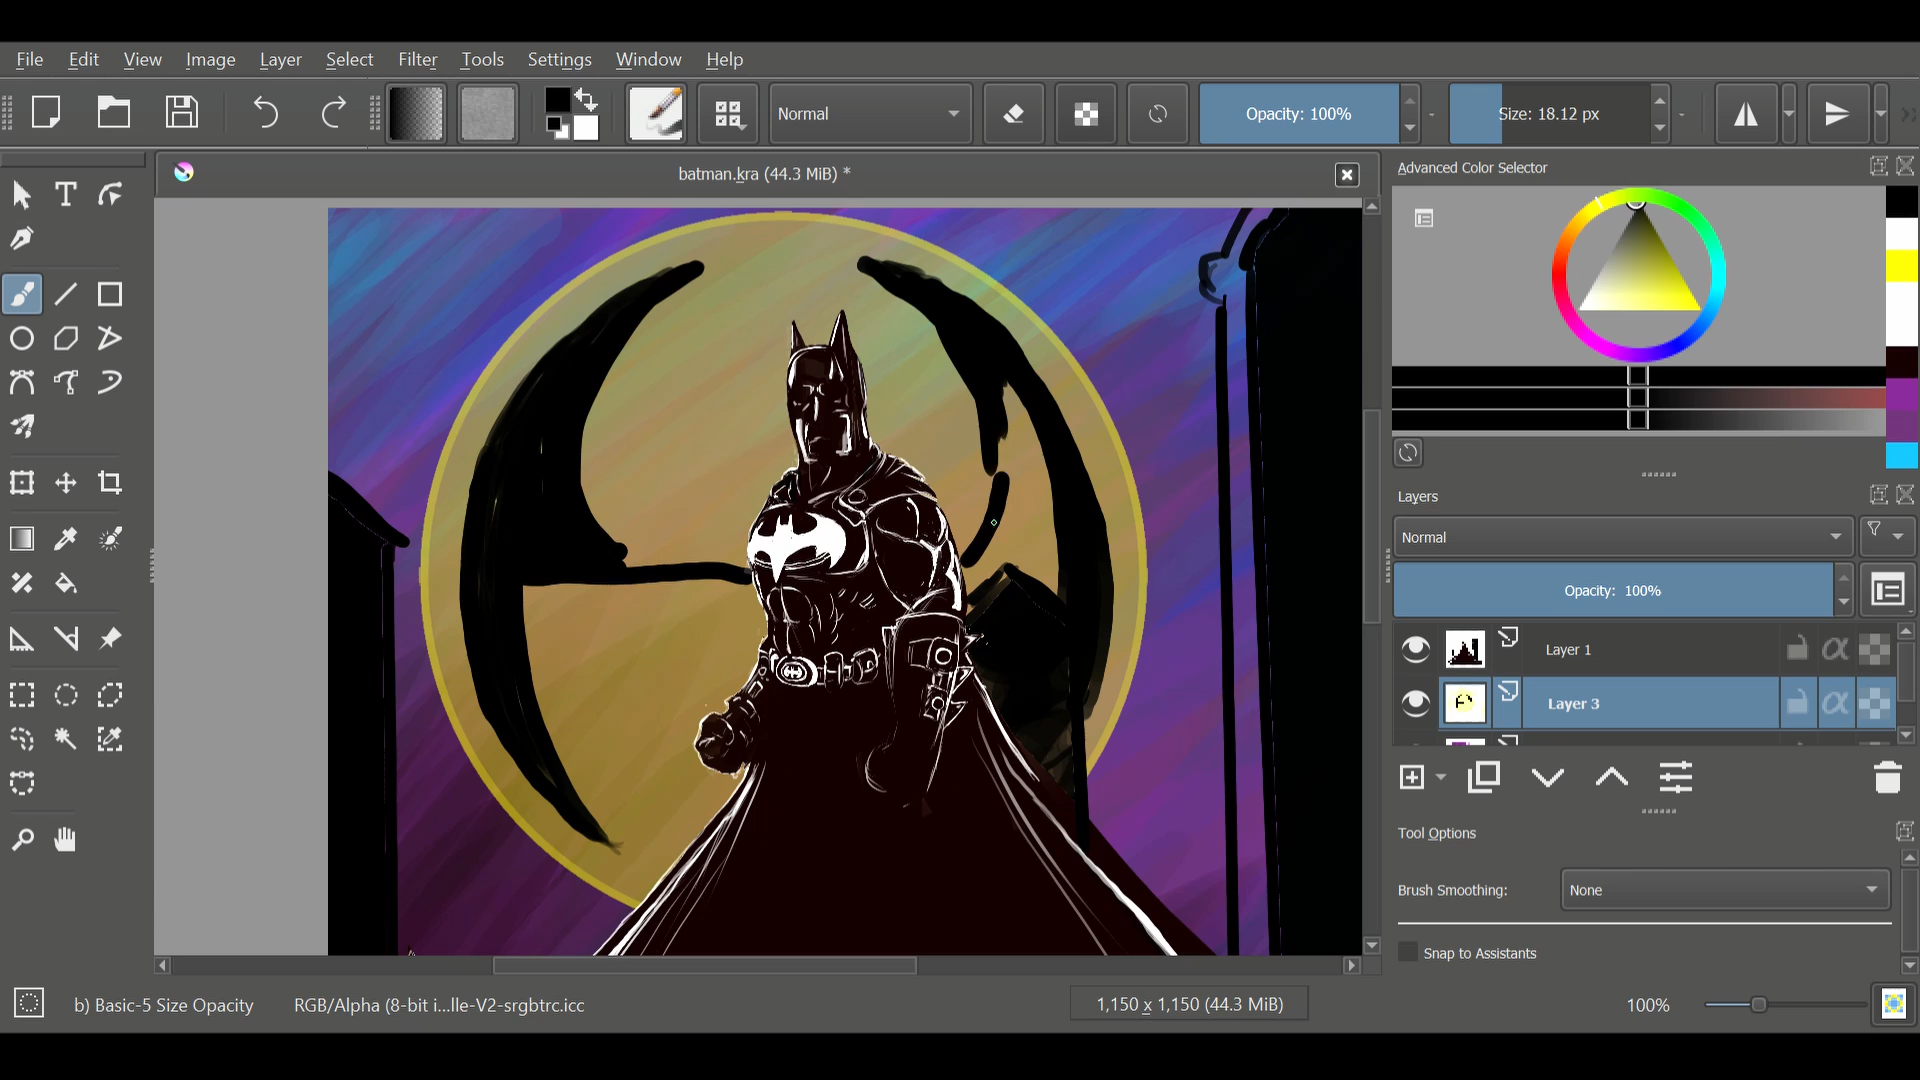 File Edit View Image Layer Select Filter Tools Settings Window Help
Normal Opacity: 100% Size: 18.12 px
batman.kra (44.3 MiB) *
Advanced Color Selector
Layers
Normal
Opacity: 100%
Layer 1
Layer 3
Tool Options
Brush Smoothing: None
Snap to Assistants
b) Basic-5 Size Opacity RGB/Alpha (8-bit i...lle-V2-srgbtrc.icc 1,150 x 1,150 (44.3 MiB) 100%